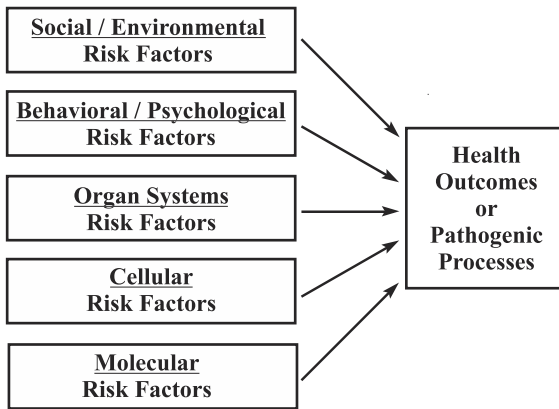 Social / Environmental
Risk Factors
Behavioral / Psychological
Risk Factors
Organ Systems
Risk Factors
Cellular
Risk Factors
Molecular
Risk Factors
Health
Outcomes
or
Pathogenic
Processes